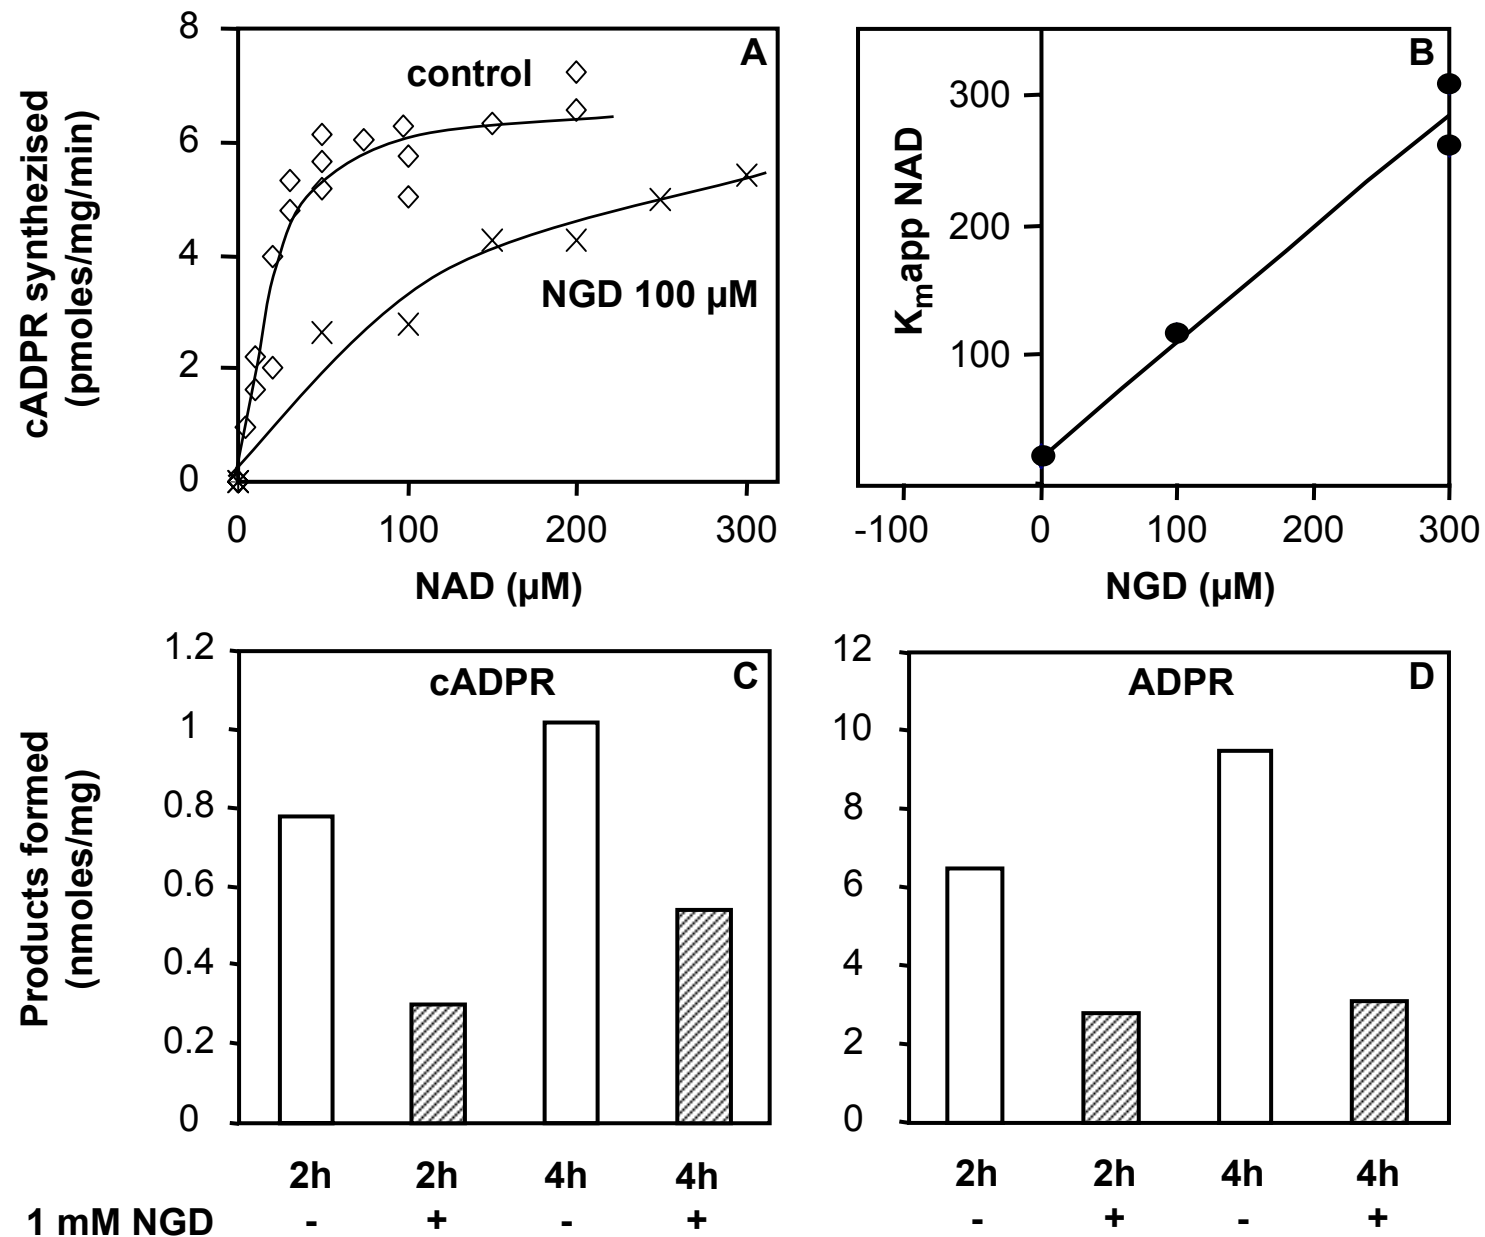 A
control
NGD 100 µM
cADPR synthezised
(pmoles/mg/min)
8
6
4
2
0
0 100 200 300
NAD (µM)
B
Kmapp NAD
300
200
100
-100 0 100 200 300
NGD (µM)
C
cADPR
Products formed
(nmoles/mg)
1.2
1
0.8
0.6
0.4
0.2
0
2h 2h 4h 4h
1 mM NGD - + - +
D
ADPR
12
10
8
6
4
2
0
2h 2h 4h 4h
- + - +